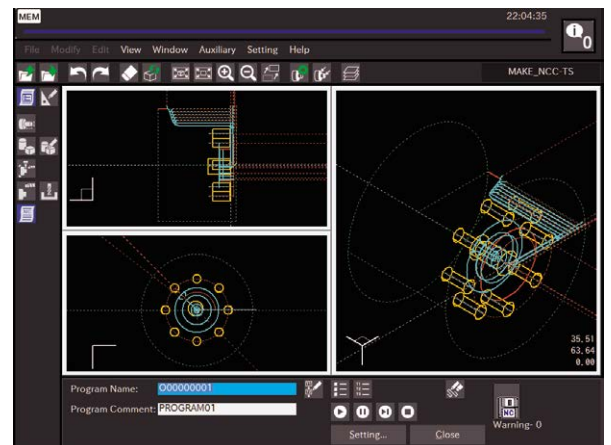 MEM
22:04:35
0
File Modify Edit View Window Auxiliary Setting Help
MAKE_NCC-TS
35.51
63.64
0.00
Program Name: O00000001
Program Comment: PROGRAM01
NC
Warning- 0
Setting... Close